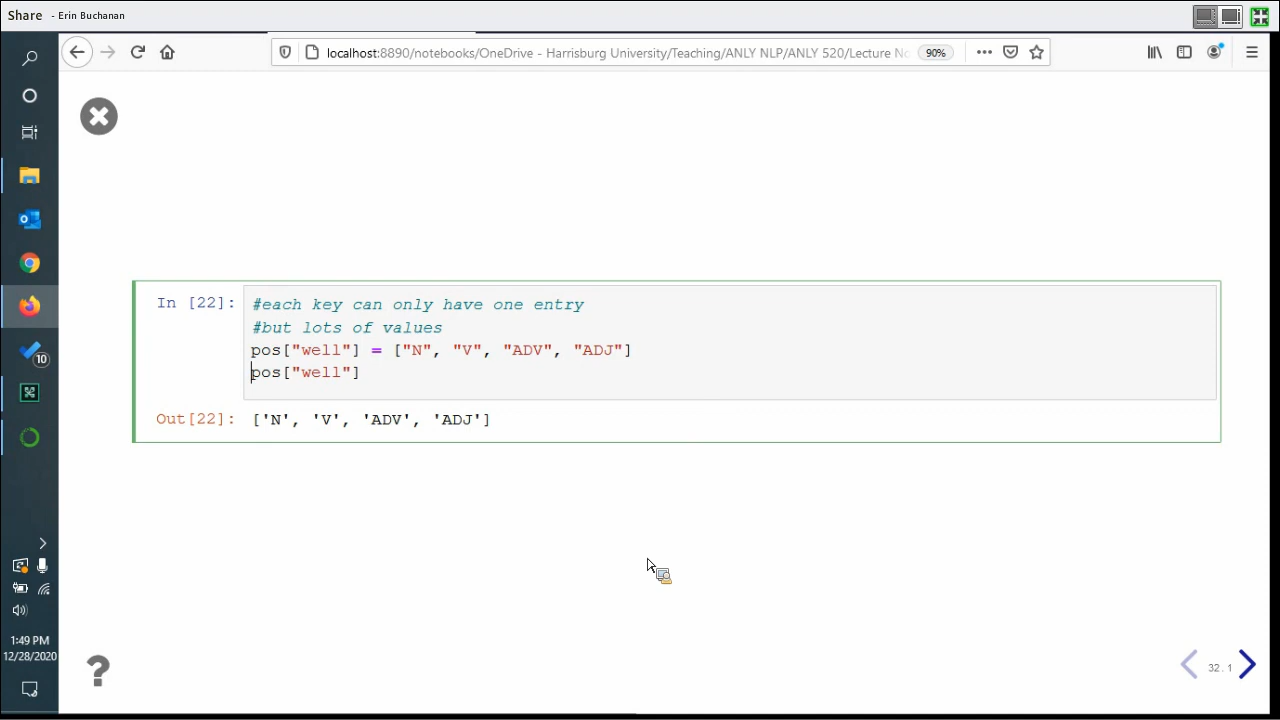 Share - Erin Buchanan
localhost:8890/notebooks/OneDrive - Harrisburg University/Teaching/ANLY NLP/ANLY 520/Lecture No
90%
In [22]:
#each key can only have one entry
#but lots of values
pos["well"] = ["N", "V", "ADV", "ADJ"]
pos["well"]
Out[22]: ['N', 'V', 'ADV', 'ADJ']
10
1:49 PM
12/28/2020
?
32.1